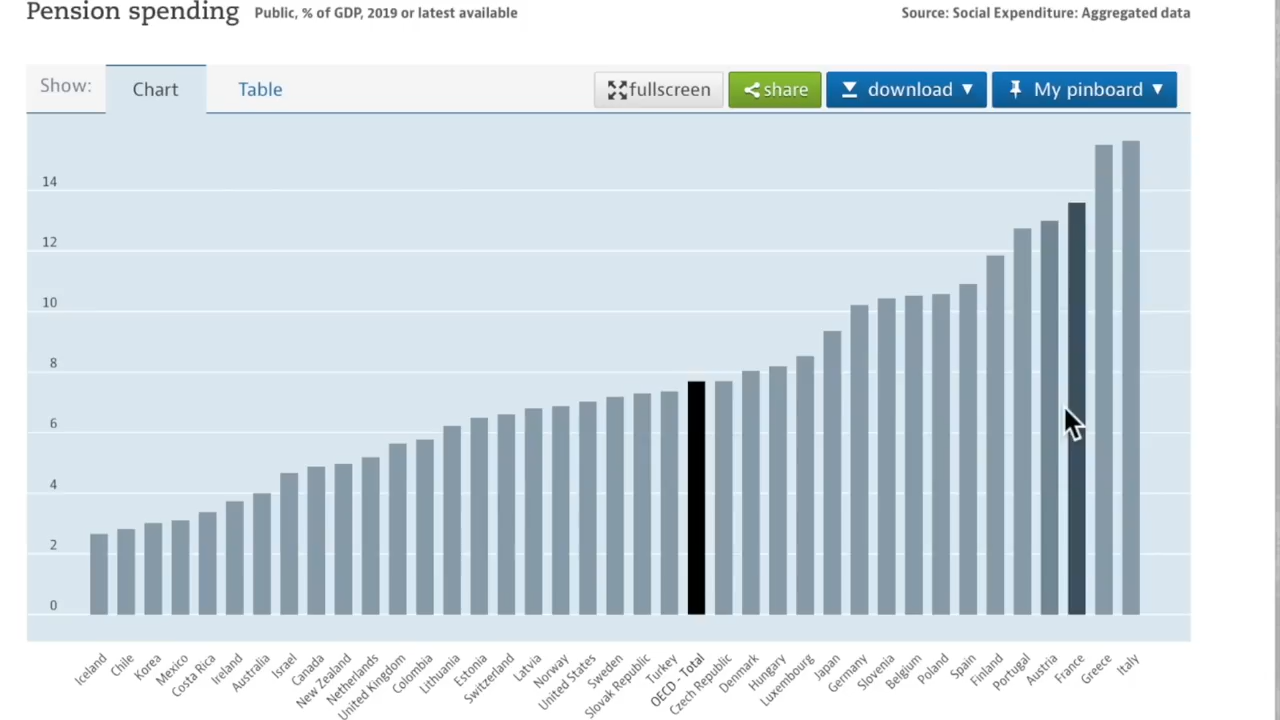 Pension spending Public, % of GDP, 2019 or latest available Source: Social Expenditure: Aggregated data
Show: Chart Table fullscreen share download ▼ My pinboard ▼
14
12
10
8
6
4
2
0
Iceland
Chile
Korea
Mexico
Costa Rica
Ireland
Australia
Israel
Canada
New Zealand
Netherlands
United Kingdom
Colombia
Lithuania
Estonia
Switzerland
Latvia
Norway
United States
Sweden
Slovak Republic
Turkey
OECD - Total
Czech Republic
Denmark
Hungary
Luxembourg
Japan
Germany
Slovenia
Belgium
Poland
Spain
Finland
Portugal
Austria
France
Greece
Italy